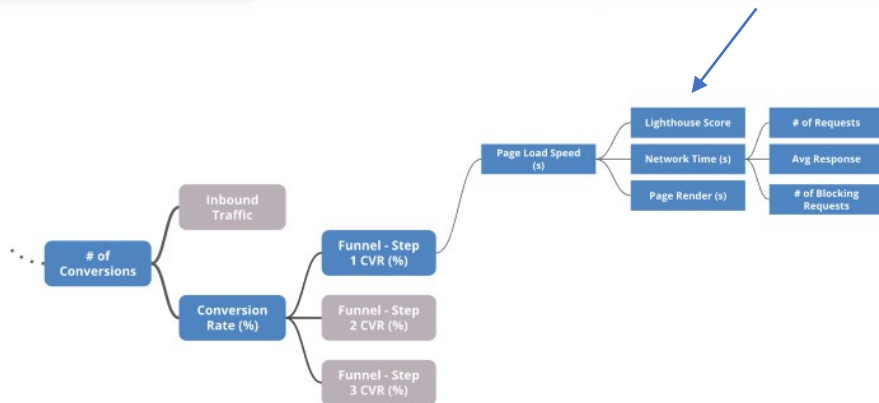 Lighthouse Score
# of Requests
Page Load Speed
(s)
Network Time (s)
Avg Response
Page Render (s)
# of Blocking
Requests
Inbound
Traffic
# of
Conversions
Funnel - Step
1 CVR (%)
Conversion
Rate (%)
Funnel - Step
2 CVR (%)
Funnel - Step
3 CVR (%)